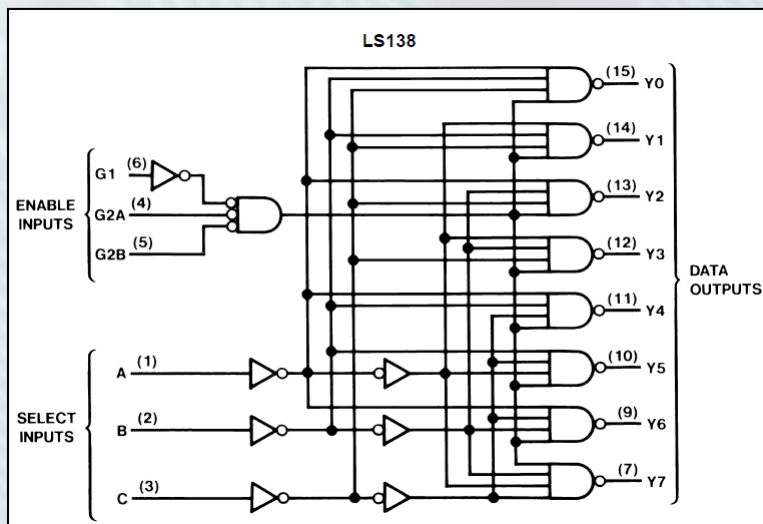 LS138
(15) Y0
(14) Y1
(6)
G1
(13) Y2
ENABLE
INPUTS
(4)
G2A
(5)
G2B
(12) Y3
DATA
OUTPUTS
(11) Y4
(1)
A
(10) Y5
SELECT
INPUTS
(2)
B
(9) Y6
(3)
C
(7) Y7